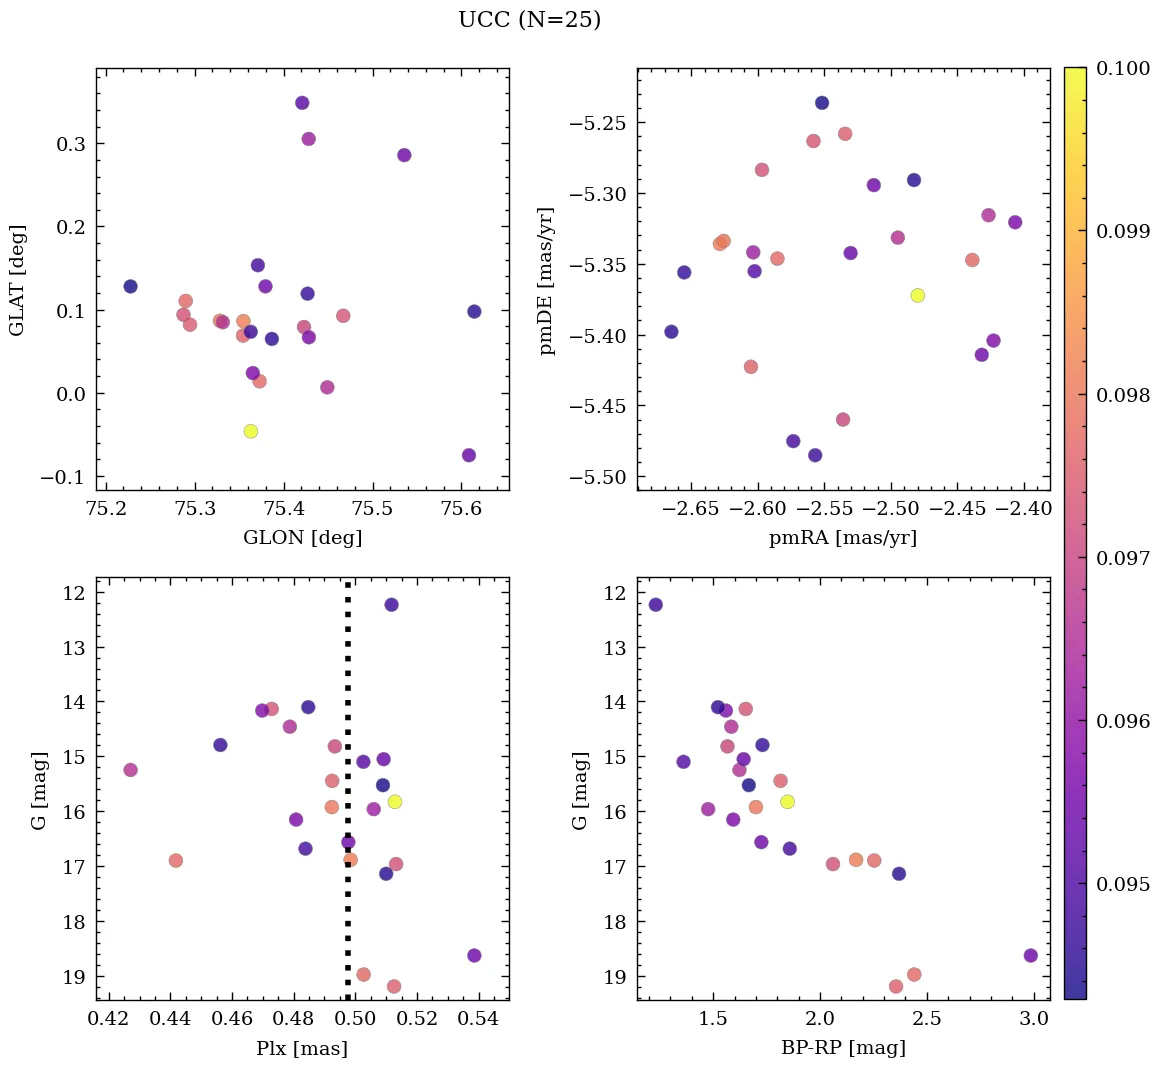 UCC (N=25)
0.3
0.2
0.1
0.0
−0.1
GLAT [deg]
75.2 75.3 75.4 75.5 75.6
GLON [deg]
−5.25
−5.30
−5.35
−5.40
−5.45
−5.50
pmDE [mas/yr]
−2.65 −2.60 −2.55 −2.50 −2.45 −2.40
pmRA [mas/yr]
0.100
0.099
0.098
0.097
0.096
0.095
12
13
14
15
16
17
18
19
G [mag]
0.42 0.44 0.46 0.48 0.50 0.52 0.54
Plx [mas]
12
13
14
15
16
17
18
19
G [mag]
1.5 2.0 2.5 3.0
BP-RP [mag]